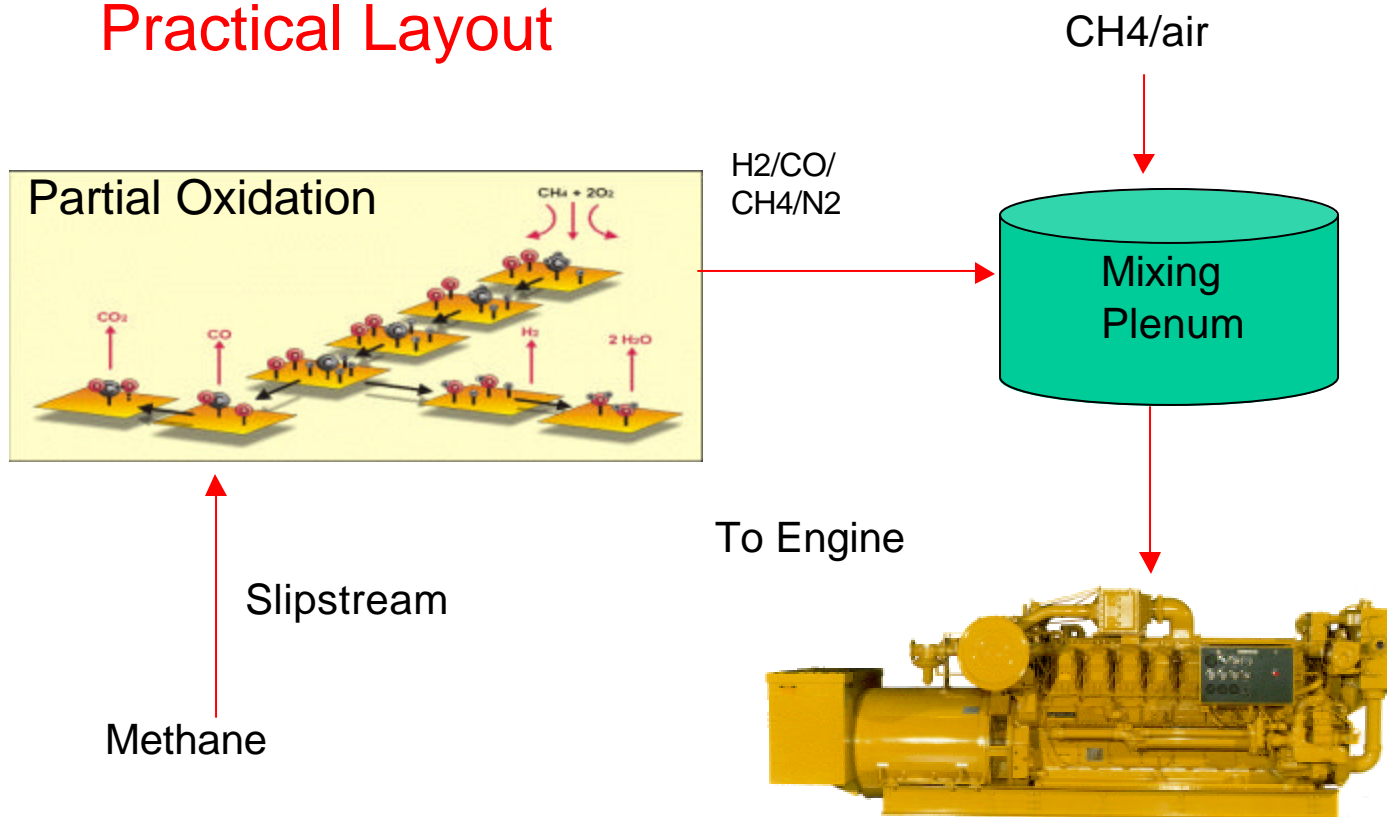 Practical Layout
CH4/air
H2/CO/
CH4/N2
Partial Oxidation
CH₄ + 2O₂
CO₂
CO
H₂
2 H₂O
Mixing
Plenum
To Engine
Slipstream
Methane